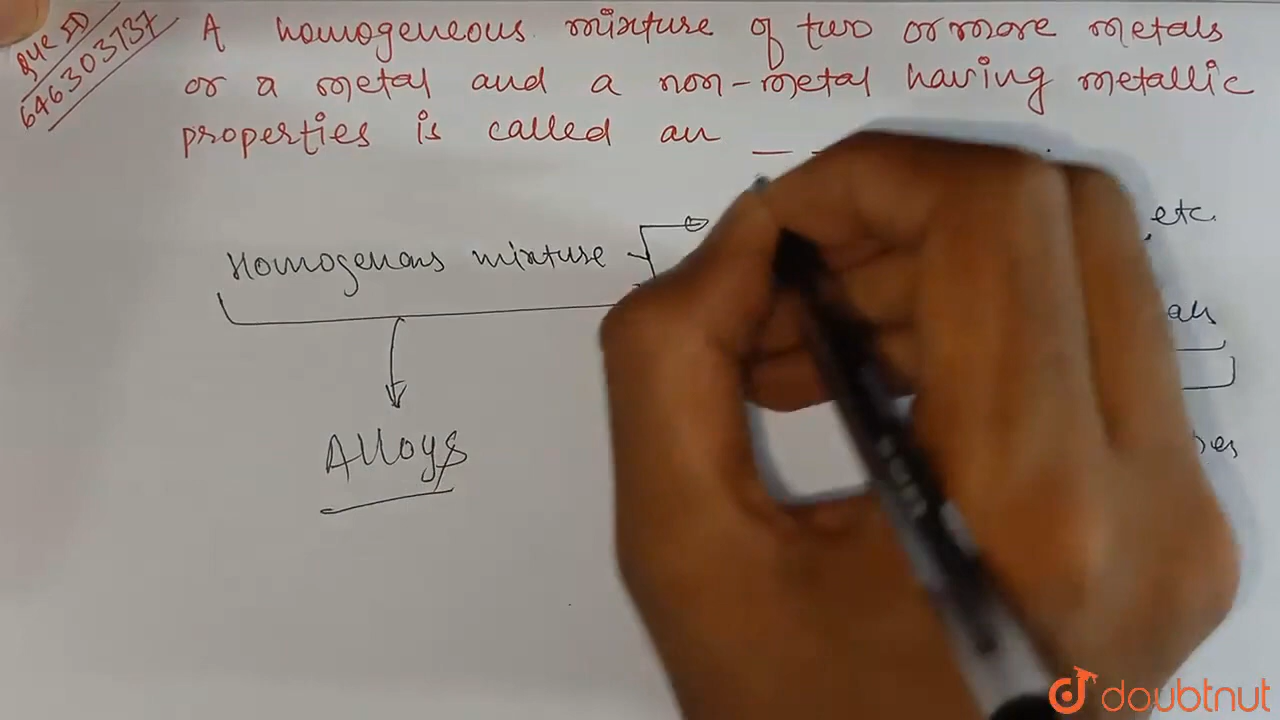 Que ID
646303737
A homogeneous mixture of two or more metals
or a metal and a non-metal having metallic
properties is called an _ _
etc.
Homogenous mixture
als
Alloys
doubtnut